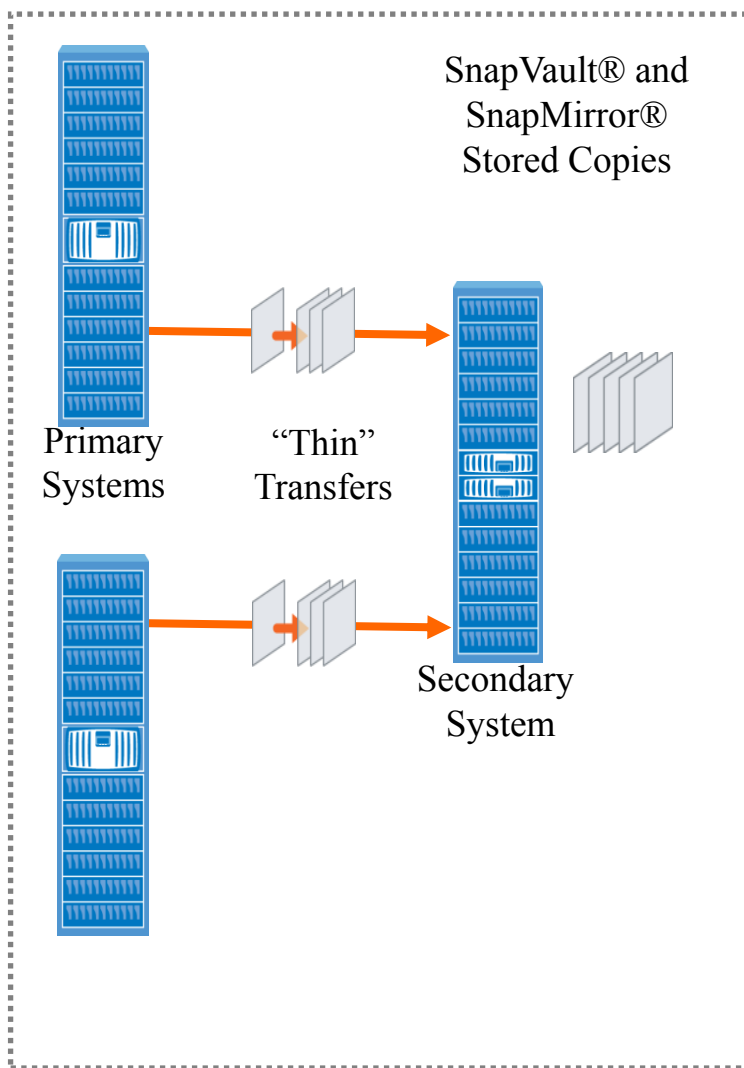 SnapVault® and
SnapMirror®
Stored Copies
Primary
Systems
“Thin”
Transfers
Secondary
System